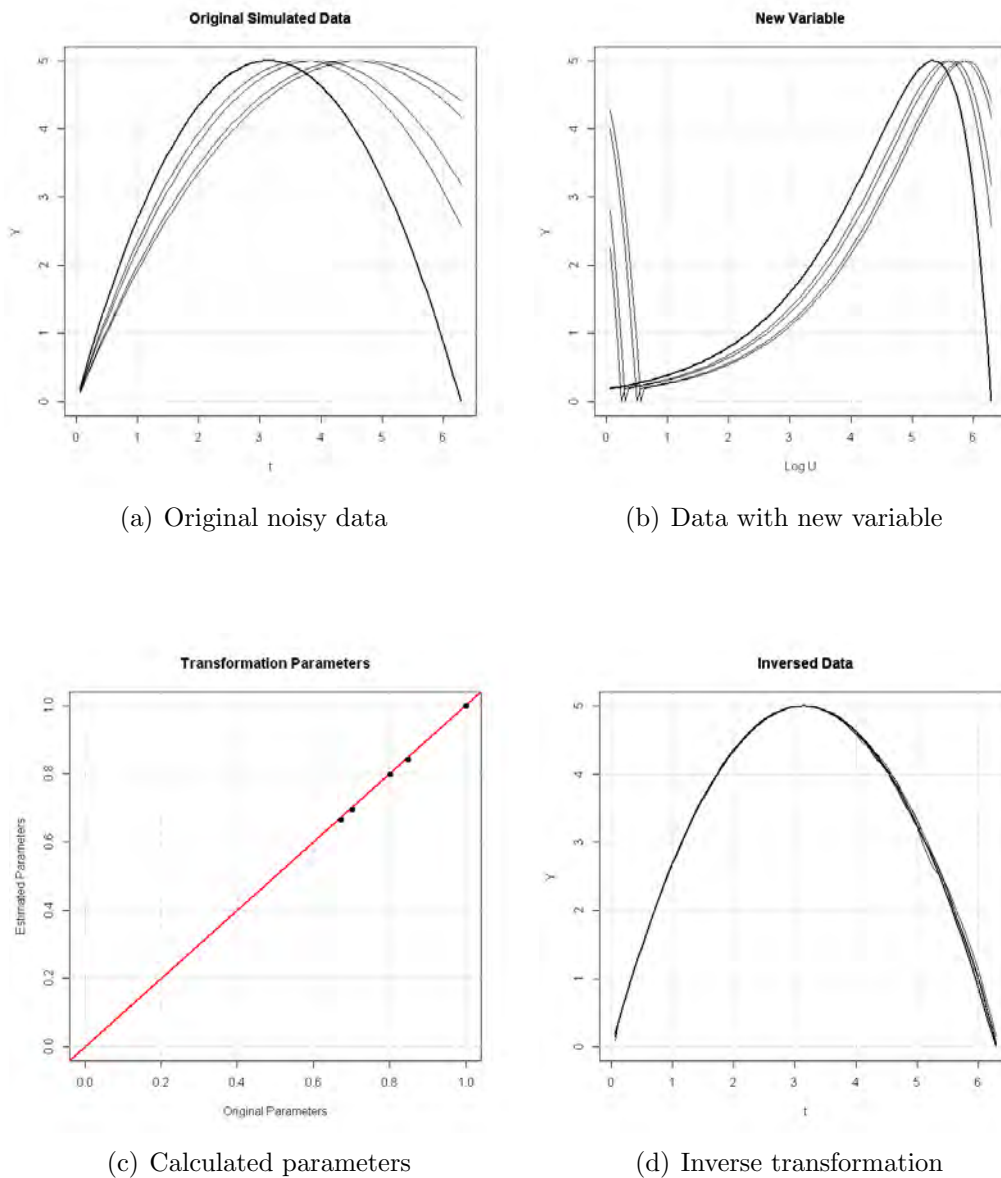 Original Simulated Data
Y
0 1 2 3 4 5
0 1 2 3 4 5 6
t
(a) Original noisy data
New Variable
Y
0 1 2 3 4 5
0 1 2 3 4 5 6
Log U
(b) Data with new variable
Transformation Parameters
Estimated Parameters
0.0 0.2 0.4 0.6 0.8 1.0
0.0 0.2 0.4 0.6 0.8 1.0
Original Parameters
(c) Calculated parameters
Inversed Data
Y
0 1 2 3 4 5
0 1 2 3 4 5 6
t
(d) Inverse transformation